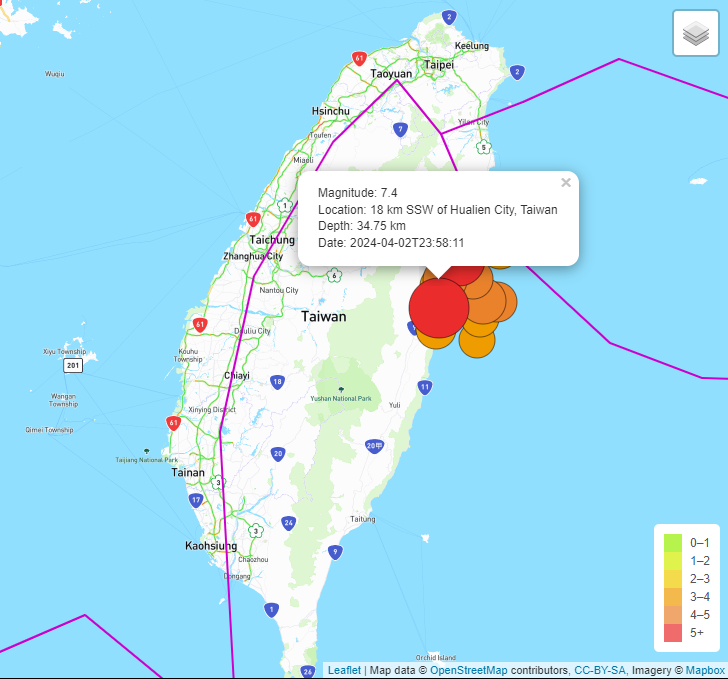 2
Keelung
61
Taipei
2
Taoyuan
Wuqiu
Hsinchu
7
Yilan City
Toufen
5
Miaoli
×
Magnitude: 7.4
Location: 18 km SSW of Hualien City, Taiwan
Depth: 34.75 km
Date: 2024-04-02T23:58:11
1
61
Taichung
Zhanghua City
6
Nantou City
Taiwan
61
Douliu City
Xiyu Township
201
Kouhu
Township
Chiayi
18
11
Yushan National Park
Wangan
Township
Xinying District
Yuli
61
Qimei Township
20甲
20
Taijiang National Park
Tainan
3
17
24
Taitung
3
Kaohsiung
9
Chaozhou
Dongang
1
0–1
1–2
2–3
3–4
4–5
5+
Orchid Island
26
Leaflet | Map data © OpenStreetMap contributors, CC-BY-SA, Imagery © Mapbox